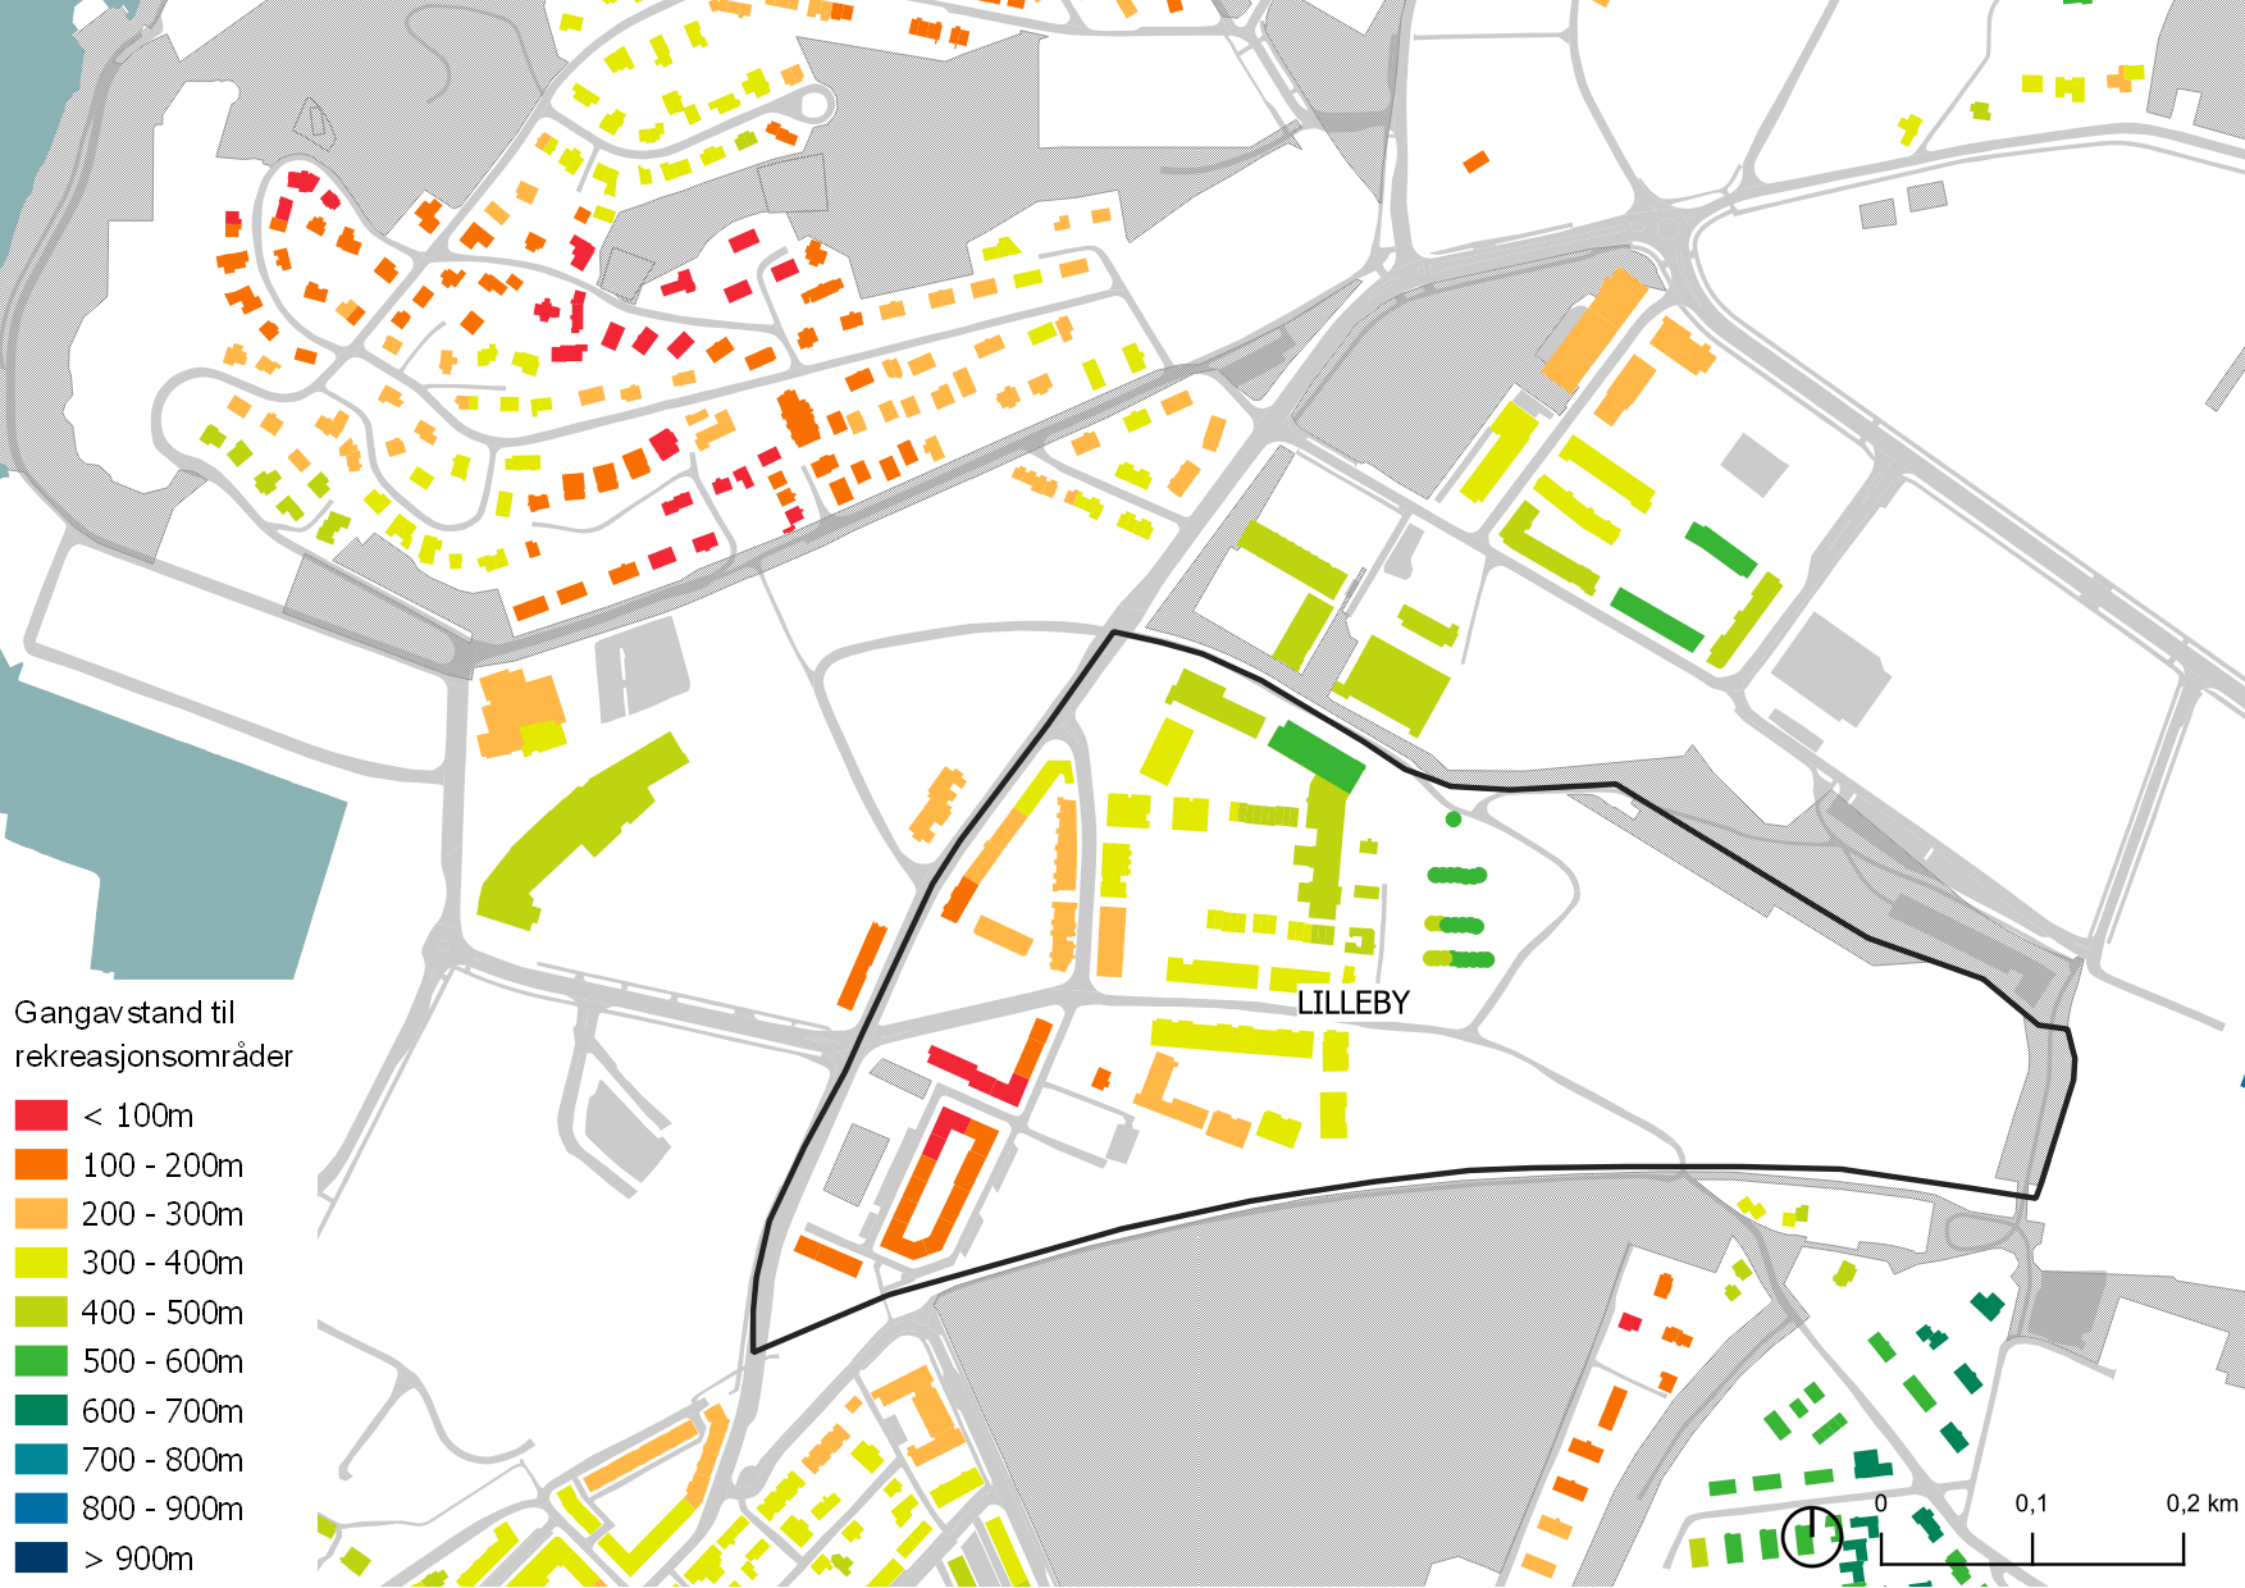 LILLEBY
Gangavstand til
rekreasjonsområder
< 100m
100 - 200m
200 - 300m
300 - 400m
400 - 500m
500 - 600m
600 - 700m
700 - 800m
800 - 900m
> 900m
0 0,1 0,2 km